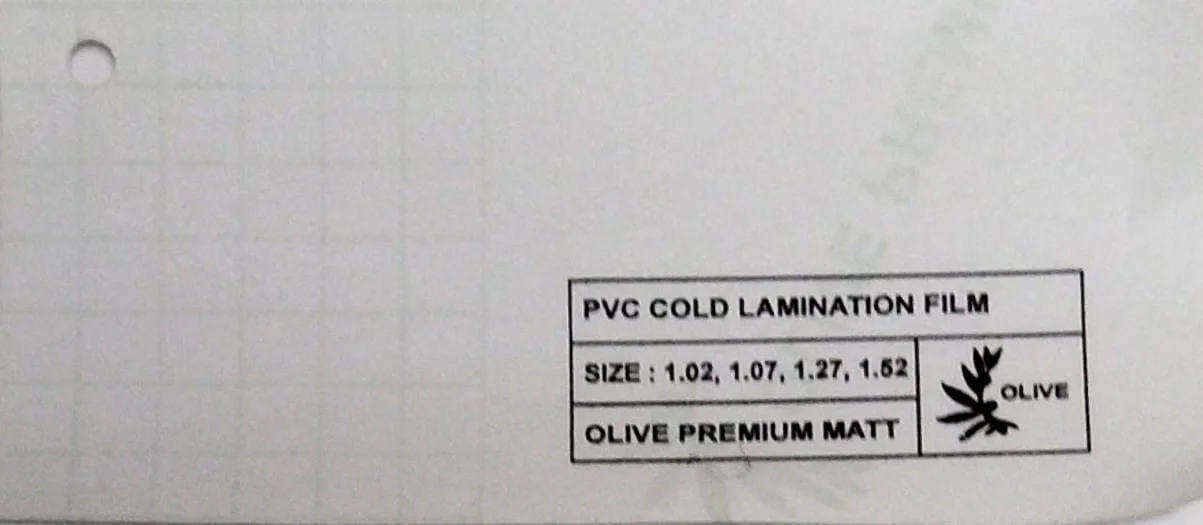 PVC COLD LAMINATION FILM
SIZE : 1.02, 1.07, 1.27, 1.52
OLIVE
OLIVE PREMIUM MATT